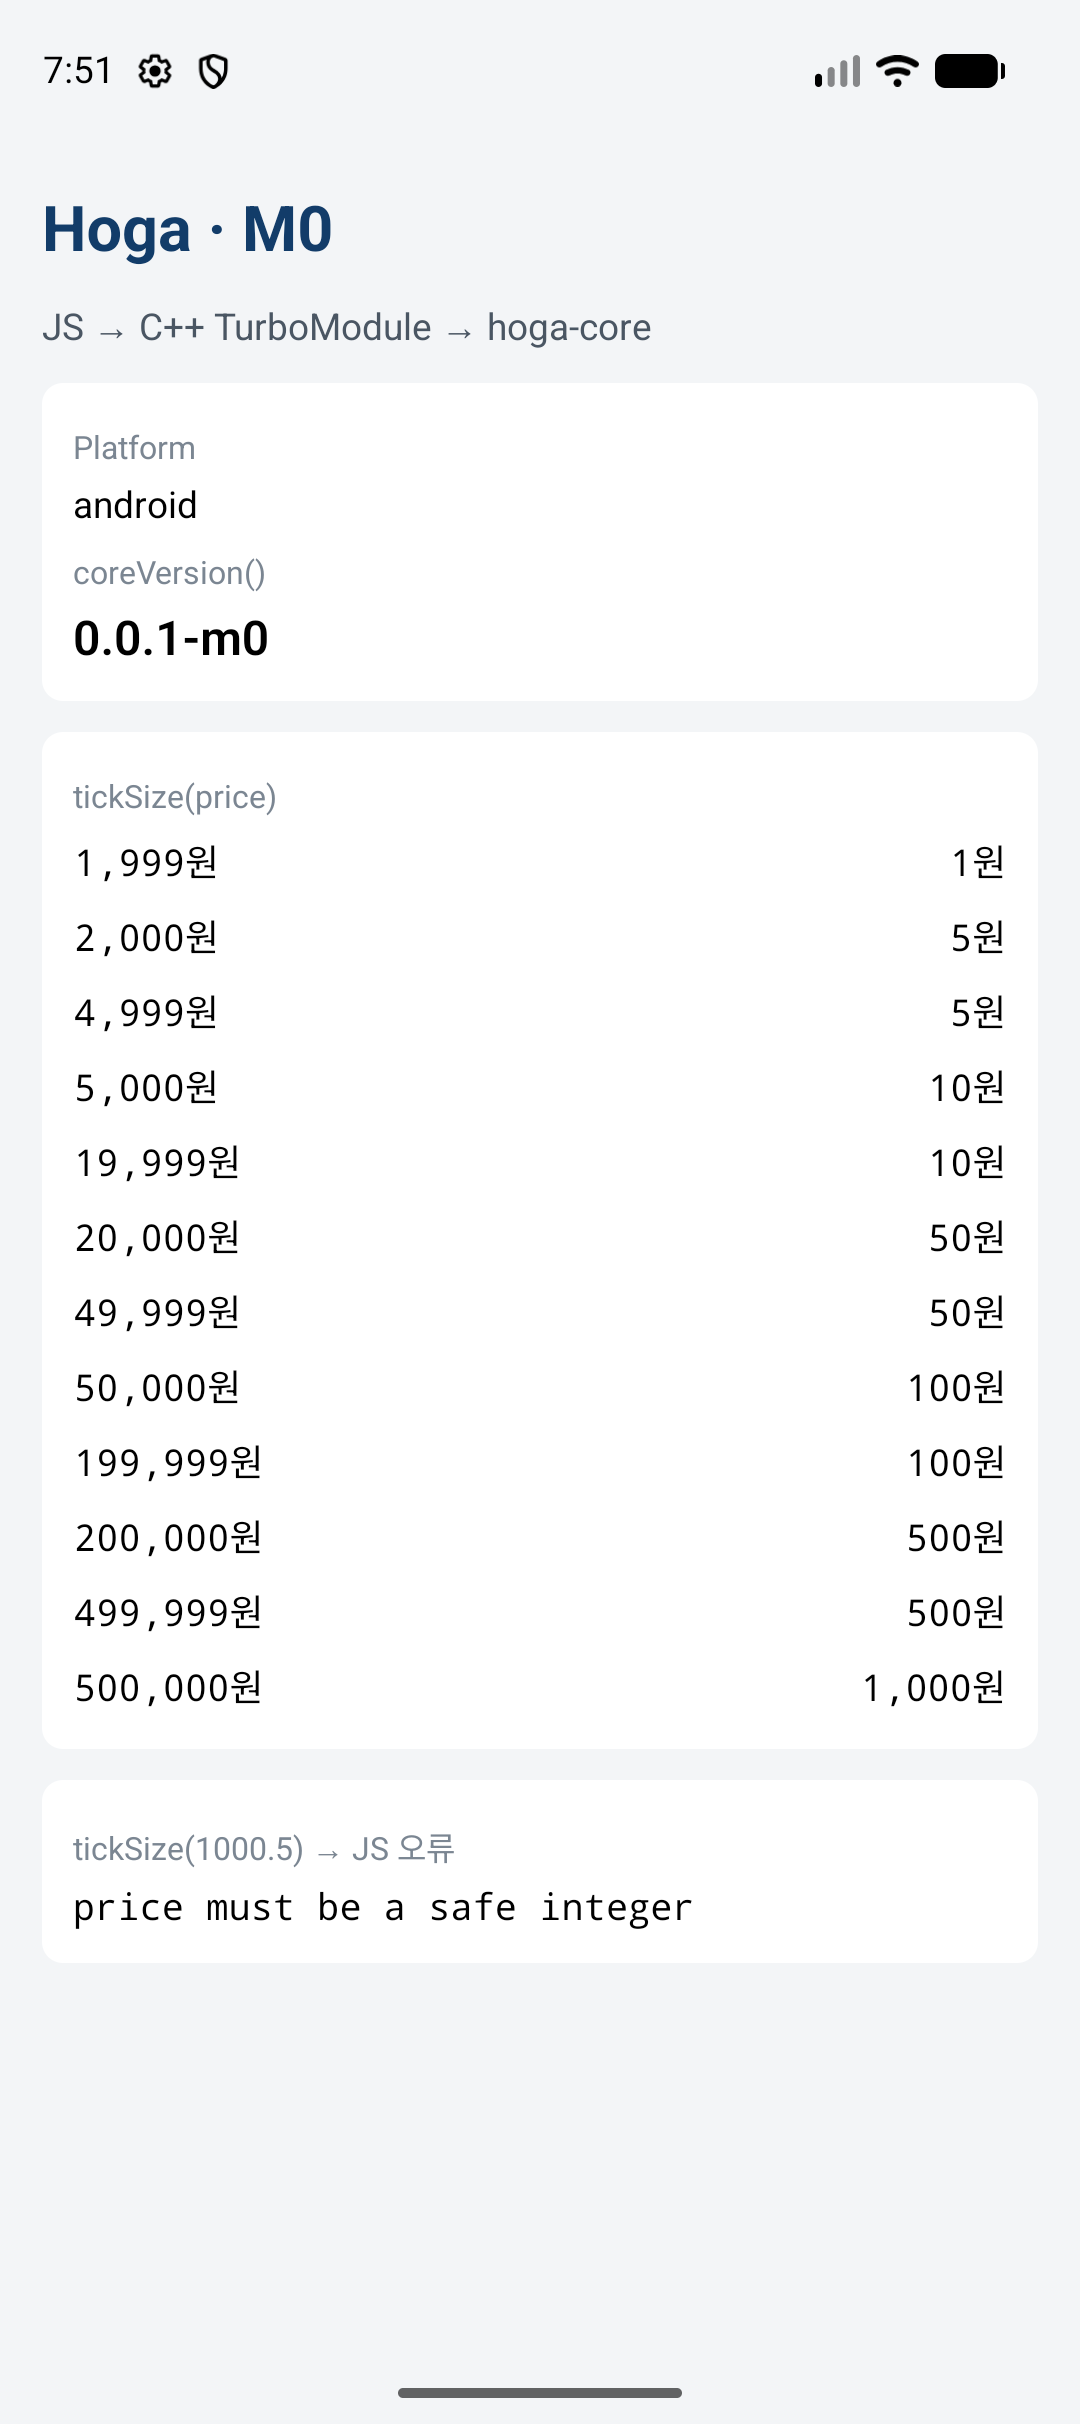 7:51
Hoga · M0
JS → C++ TurboModule → hoga-core
Platform
android
coreVersion()
0.0.1-m0
tickSize(price)
1,999원 1원
2,000원 5원
4,999원 5원
5,000원 10원
19,999원 10원
20,000원 50원
49,999원 50원
50,000원 100원
199,999원 100원
200,000원 500원
499,999원 500원
500,000원 1,000원
tickSize(1000.5) → JS 오류
price must be a safe integer